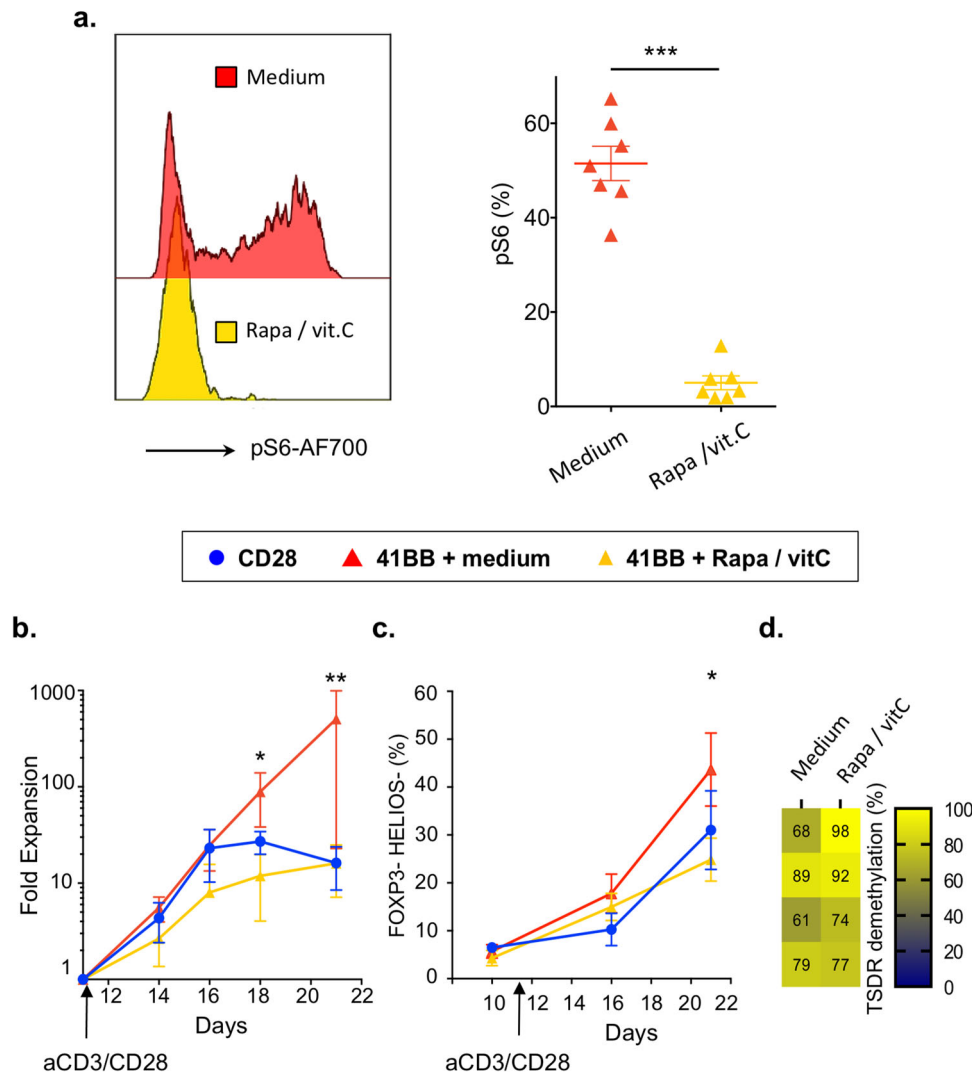 a.
Medium
Rapa / vit.C
pS6-AF700
***
pS6 (%)
60
40
20
0
Medium
Rapa /vit.C
CD28
41BB + medium
41BB + Rapa / vitC
b.
Fold Expansion
1000
100
10
1
*
**
12 14 16 18 20 22
Days
aCD3/CD28
c.
FOXP3- HELIOS- (%)
60
50
40
30
20
10
0
*
10 12 14 16 18 20 22
Days
aCD3/CD28
d.
Medium
Rapa / vitC
68 98
89 92
61 74
79 77
TSDR demethylation (%)
100
80
60
40
20
0